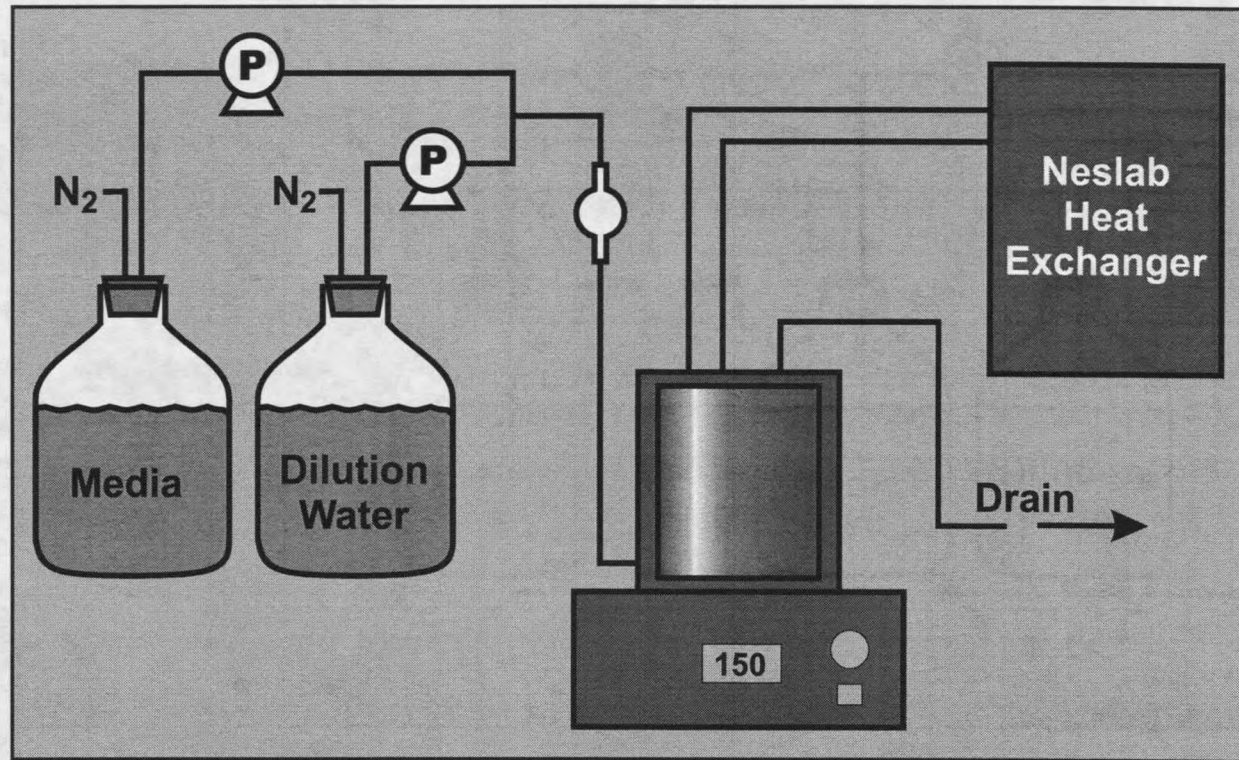 P
P
N₂
N₂
Neslab
Heat
Exchanger
Media
Dilution
Water
Drain
150